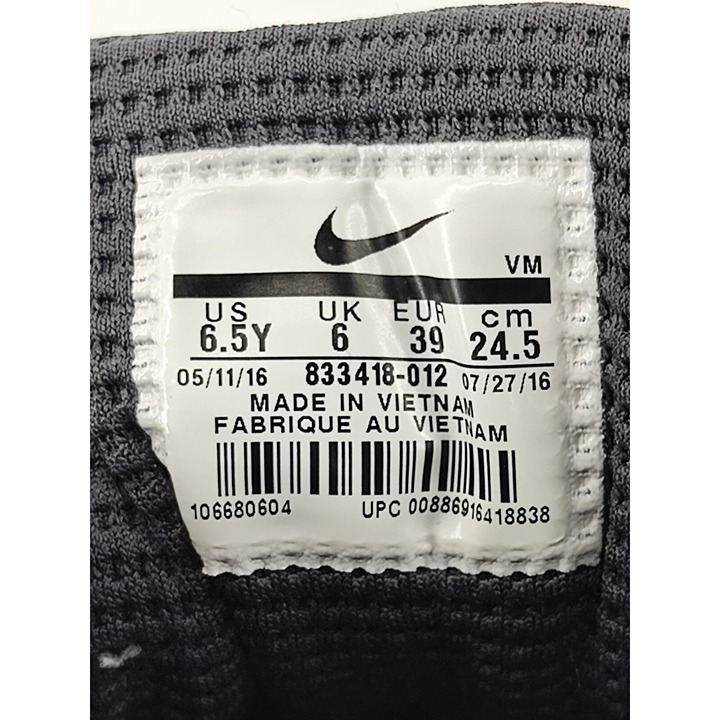 VM
US UK EUR cm
6.5Y 6 39 24.5
05/11/16 833418-012 07/27/16
MADE IN VIETNAM
FABRIQUE AU VIETNAM
106680604 UPC 00886916418838